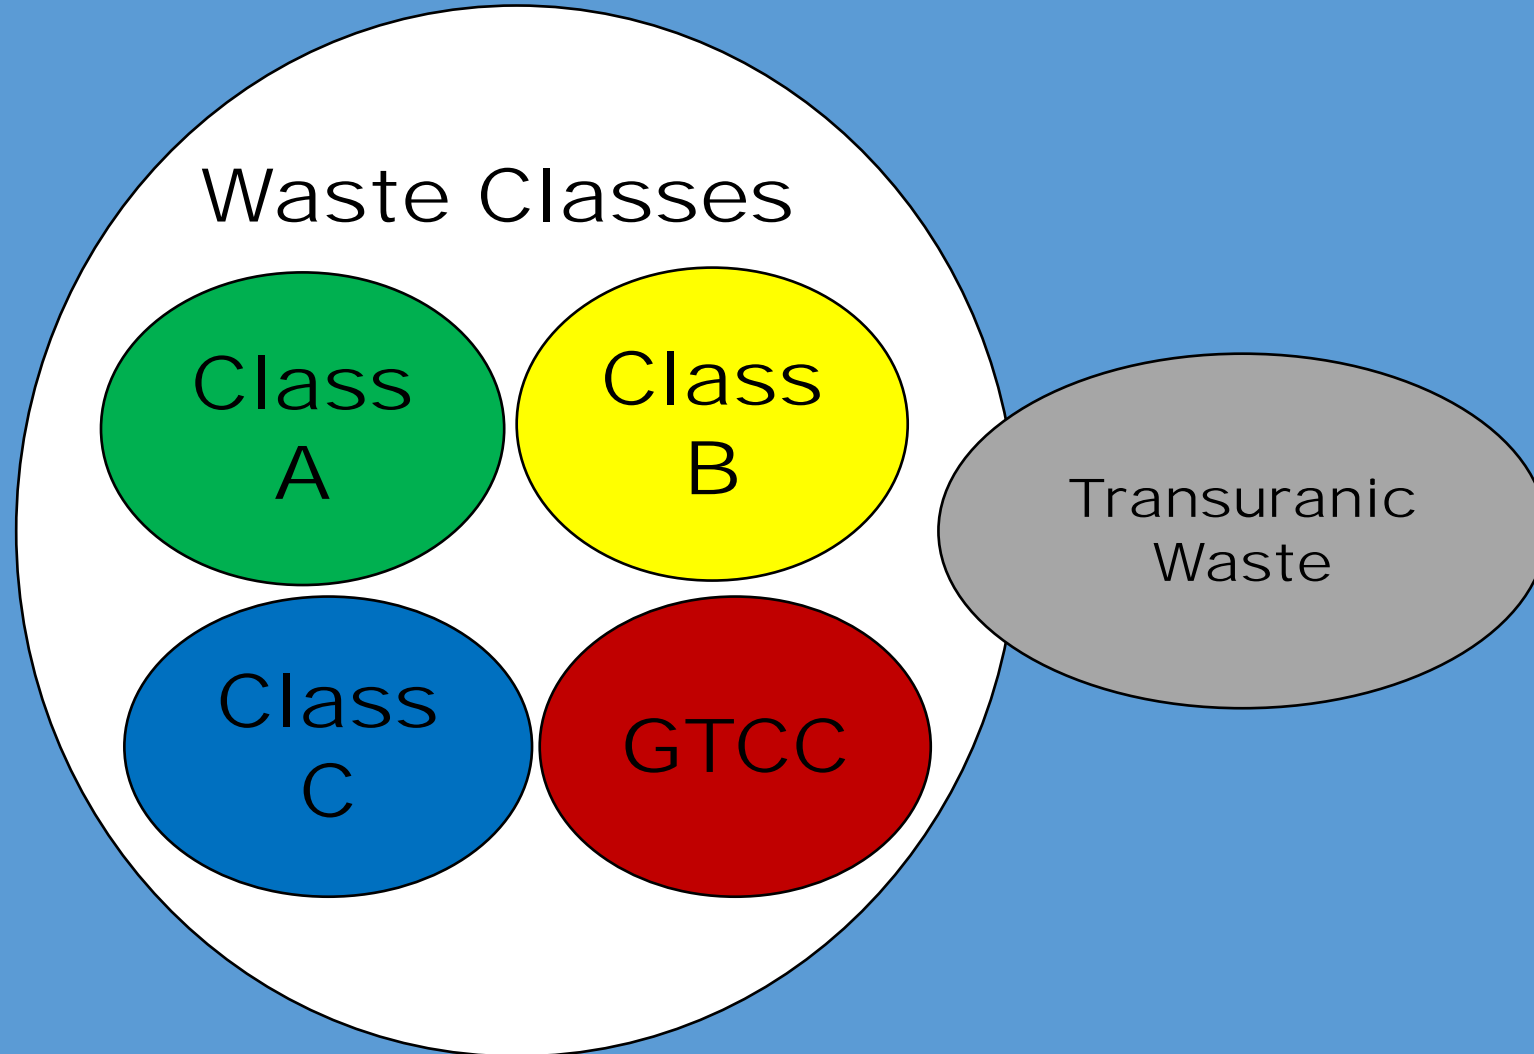 Waste Classes
Class
A
Class
B
Transuranic
Waste
Class
C
GTCC